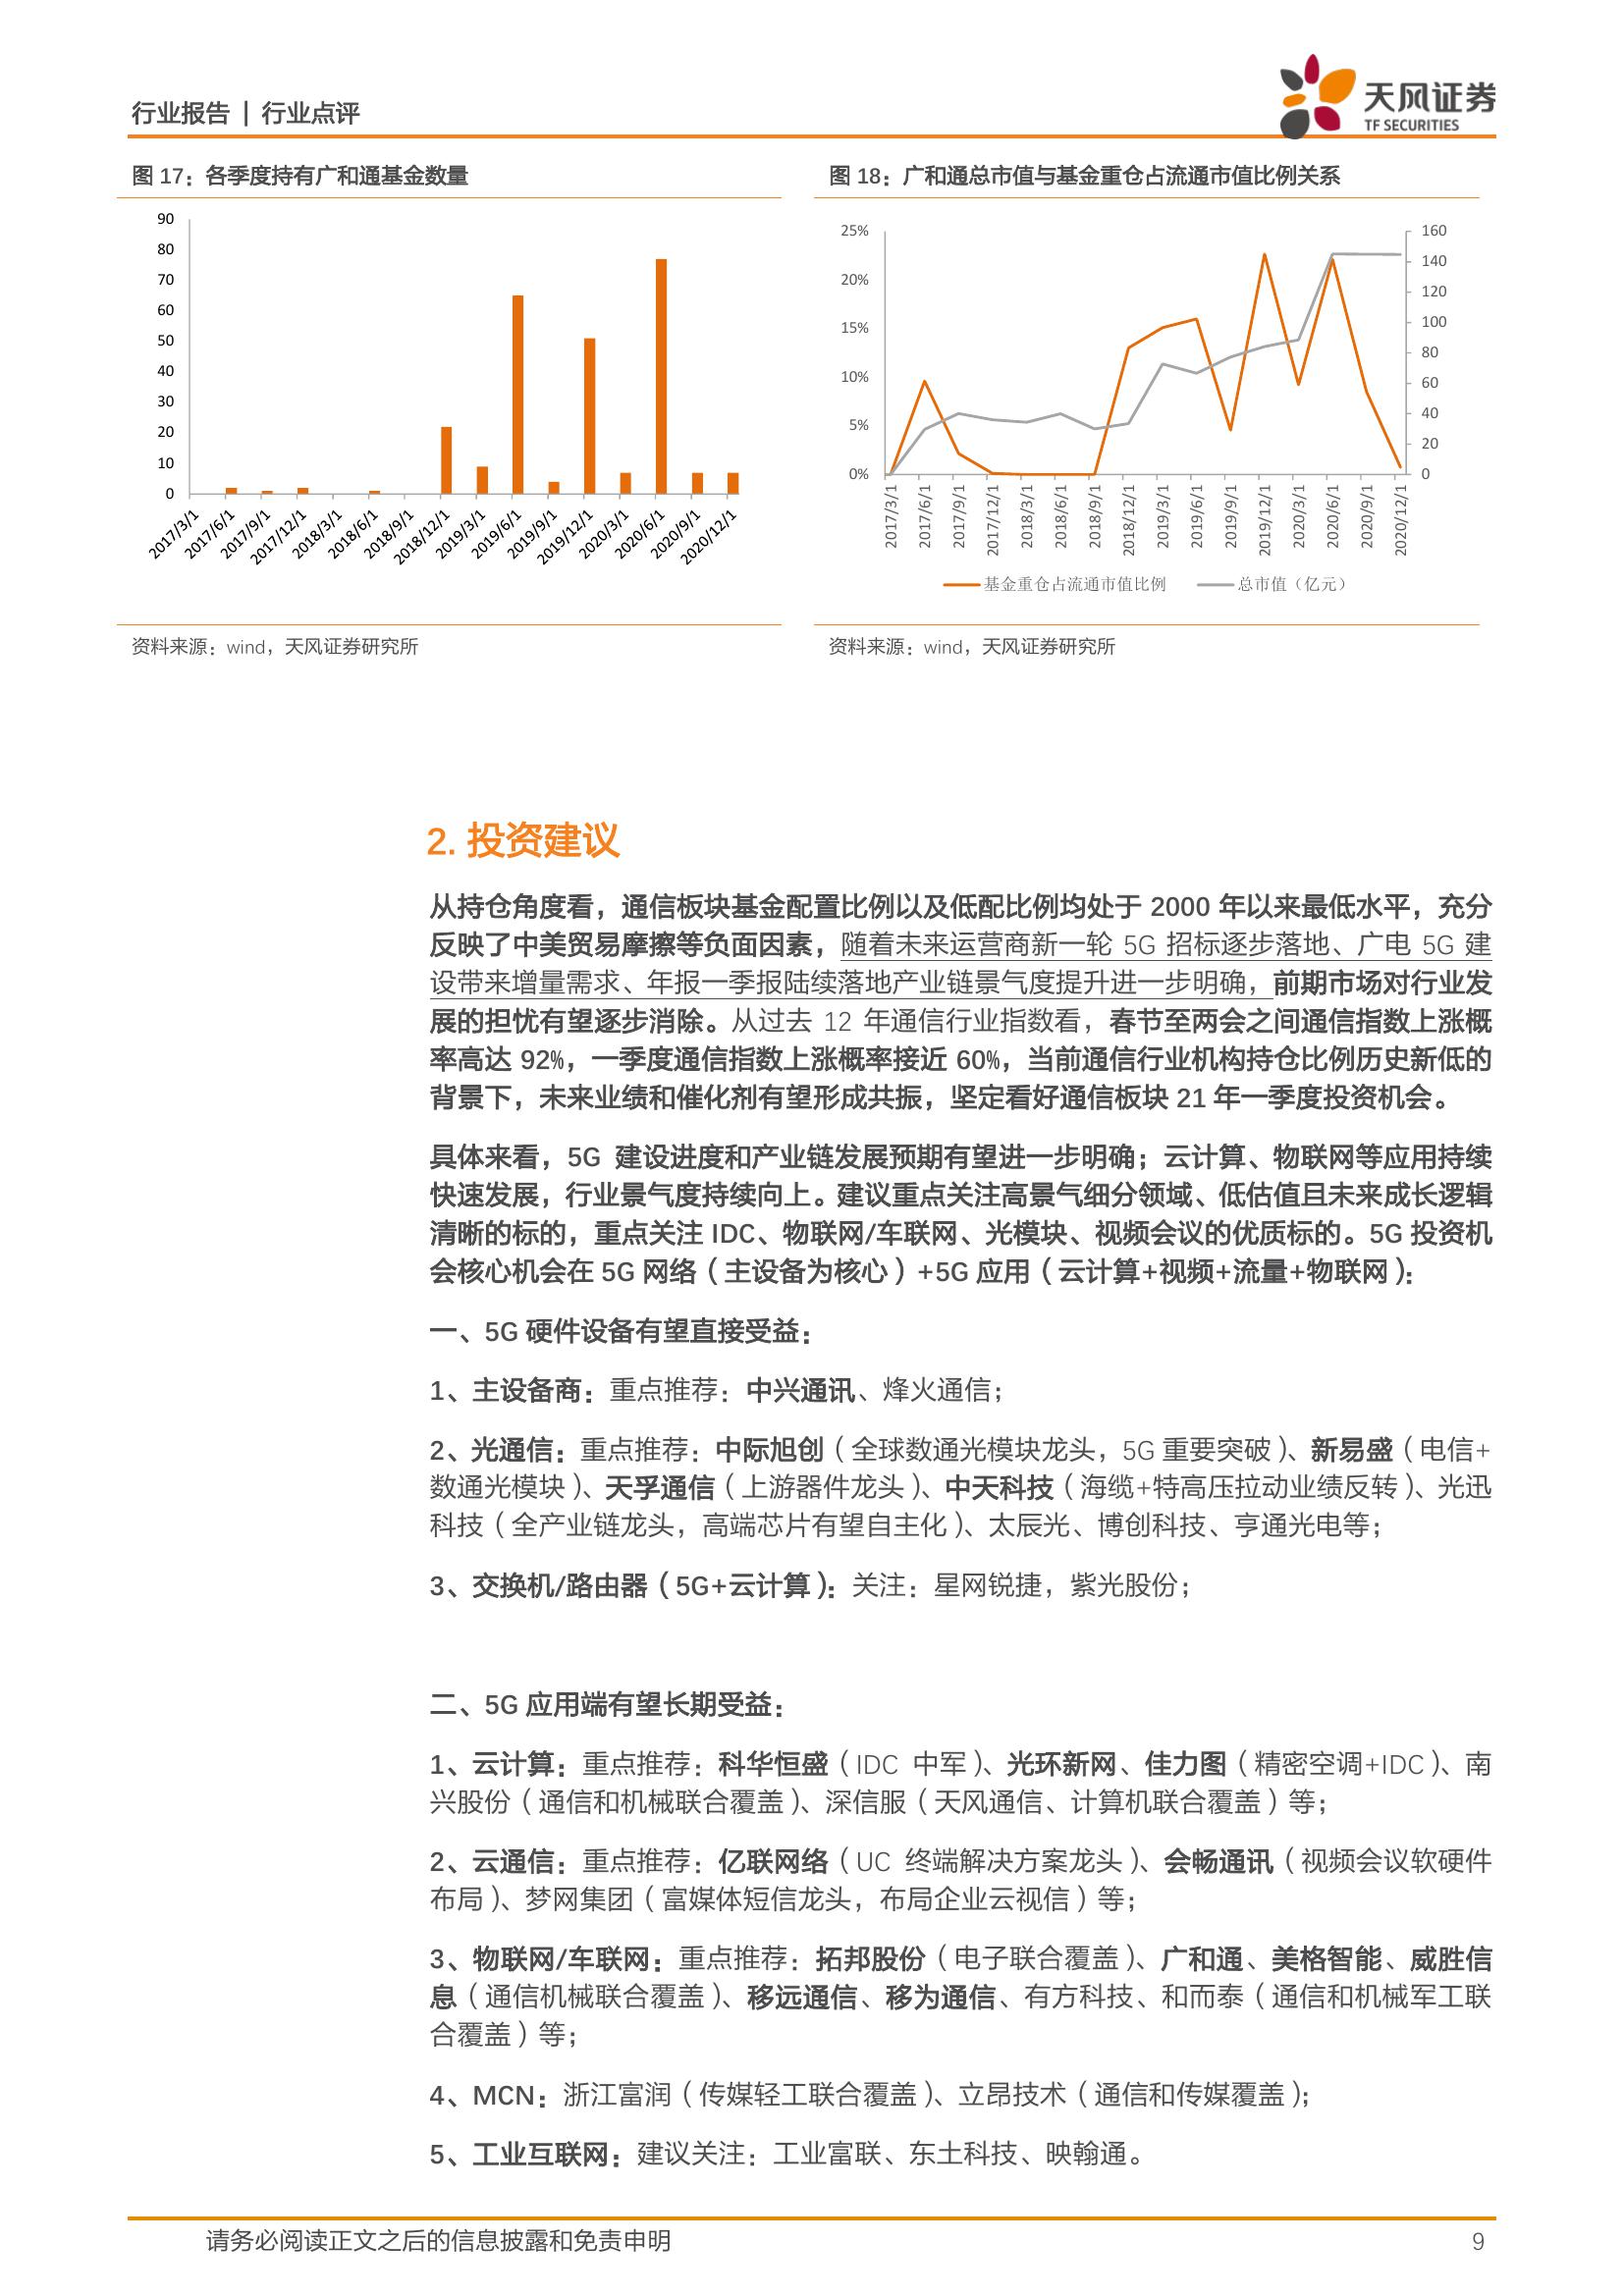 行业报告 | 行业点评
天风证券
TF SECURITIES
图 17：各季度持有广和通基金数量
90
80
70
60
50
40
30
20
10
0
2017/3/1
2017/6/1
2017/9/1
2017/12/1
2018/3/1
2018/6/1
2018/9/1
2018/12/1
2019/3/1
2019/6/1
2019/9/1
2019/12/1
2020/3/1
2020/6/1
2020/9/1
2020/12/1
资料来源：wind，天风证券研究所
图 18：广和通总市值与基金重仓占流通市值比例关系
25%
20%
15%
10%
5%
0%
160
140
120
100
80
60
40
20
0
2017/3/1
2017/6/1
2017/9/1
2017/12/1
2018/3/1
2018/6/1
2018/9/1
2018/12/1
2019/3/1
2019/6/1
2019/9/1
2019/12/1
2020/3/1
2020/6/1
2020/9/1
2020/12/1
基金重仓占流通市值比例 总市值（亿元）
资料来源：wind，天风证券研究所
2. 投资建议
从持仓角度看，通信板块基金配置比例以及低配比例均处于 2000 年以来最低水平，充分
反映了中美贸易摩擦等负面因素，随着未来运营商新一轮 5G 招标逐步落地、广电 5G 建
设带来增量需求、年报一季报陆续落地产业链景气度提升进一步明确，前期市场对行业发
展的担忧有望逐步消除。从过去 12 年通信行业指数看，春节至两会之间通信指数上涨概
率高达 92%，一季度通信指数上涨概率接近 60%，当前通信行业机构持仓比例历史新低的
背景下，未来业绩和催化剂有望形成共振，坚定看好通信板块 21 年一季度投资机会。
具体来看，5G 建设进度和产业链发展预期有望进一步明确；云计算、物联网等应用持续
快速发展，行业景气度持续向上。建议重点关注高景气细分领域、低估值且未来成长逻辑
清晰的标的，重点关注 IDC、物联网/车联网、光模块、视频会议的优质标的。5G 投资机
会核心机会在 5G 网络（主设备为核心）+5G 应用（云计算+视频+流量+物联网）：
一、5G 硬件设备有望直接受益：
1、主设备商：重点推荐：中兴通讯、烽火通信；
2、光通信：重点推荐：中际旭创（全球数通光模块龙头，5G 重要突破）、新易盛（电信+
数通光模块）、天孚通信（上游器件龙头）、中天科技（海缆+特高压拉动业绩反转）、光迅
科技（全产业链龙头，高端芯片有望自主化）、太辰光、博创科技、亨通光电等；
3、交换机/路由器（5G+云计算）：关注：星网锐捷，紫光股份；
二、5G 应用端有望长期受益：
1、云计算：重点推荐：科华恒盛（IDC 中军）、光环新网、佳力图（精密空调+IDC）、南
兴股份（通信和机械联合覆盖）、深信服（天风通信、计算机联合覆盖）等；
2、云通信：重点推荐：亿联网络（UC 终端解决方案龙头）、会畅通讯（视频会议软硬件
布局）、梦网集团（富媒体短信龙头，布局企业云视信）等；
3、物联网/车联网：重点推荐：拓邦股份（电子联合覆盖）、广和通、美格智能、威胜信
息（通信机械联合覆盖）、移远通信、移为通信、有方科技、和而泰（通信和机械军工联
合覆盖）等；
4、MCN：浙江富润（传媒轻工联合覆盖）、立昂技术（通信和传媒覆盖）；
5、工业互联网：建议关注：工业富联、东土科技、映翰通。
请务必阅读正文之后的信息披露和免责申明
9